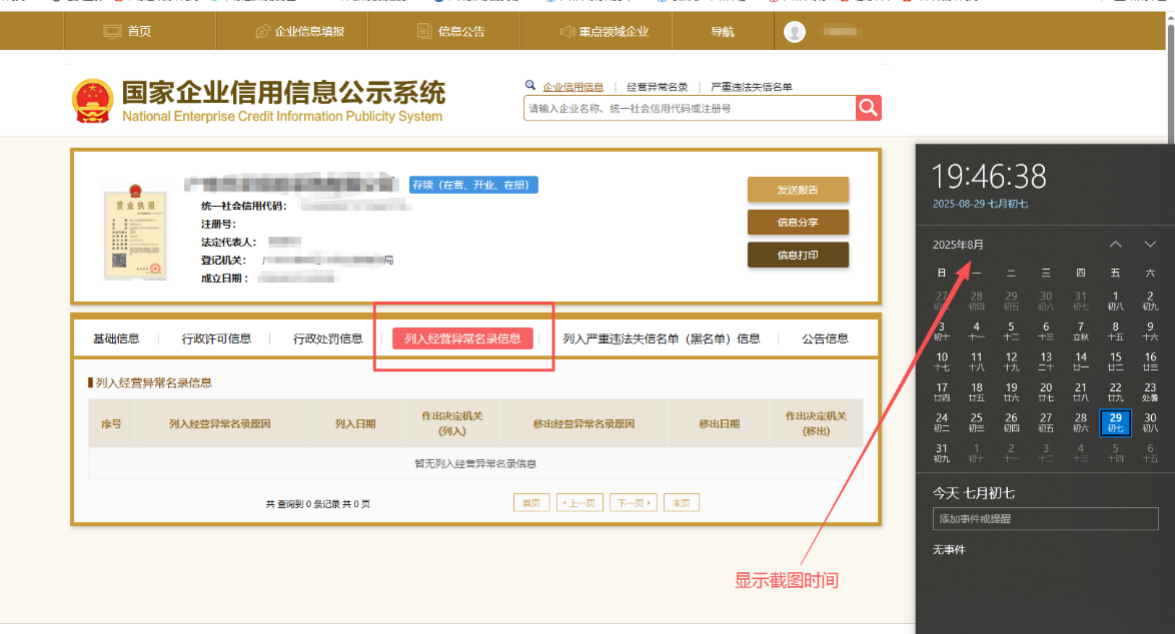 首页
企业信息填报
信息公告
重点领域企业
导航
国家企业信用信息公示系统
National Enterprise Credit Information Publicity System
企业信用信息 | 经营异常名录 | 严重违法失信名单
请输入企业名称、统一社会信用代码或注册号
营业执照
存续（在营、开业、在册）
统一社会信用代码：
注册号：
法定代表人：
登记机关：
局
成立日期：
发送报告
信息分享
信息打印
基础信息
行政许可信息
行政处罚信息
列入经营异常名录信息
列入严重违法失信名单（黑名单）信息
公告信息
列入经营异常名录信息
序号
列入经营异常名录原因
列入日期
作出决定机关
(列入)
移出经营异常名录原因
移出日期
作出决定机关
(移出)
暂无列入经营异常名录信息
共 查询到 0 条记录 共 0 页
首页
上一页
下一页
末页
显示截图时间
19:46:38
2025-08-29 七月初七
2025年8月
日 一 二 三 四 五 六
27 28 29 30 31 1 2
初四 初五 初六 初七 初八 初九
3 4 5 6 7 8 9
初十 十一 十二 十三 立秋 十五 十六
10 11 12 13 14 15 16
十七 十八 十九 二十 廿一 廿二 廿三
17 18 19 20 21 22 23
廿四 廿五 廿六 廿七 廿八 廿九 处暑
24 25 26 27 28 29 30
初二 初三 初四 初五 初六 初七 初八
31 1 2 3 4 5 6
初九 初十 十一 十二 十三 十四 十五
今天 七月初七
添加事件或提醒
无事件